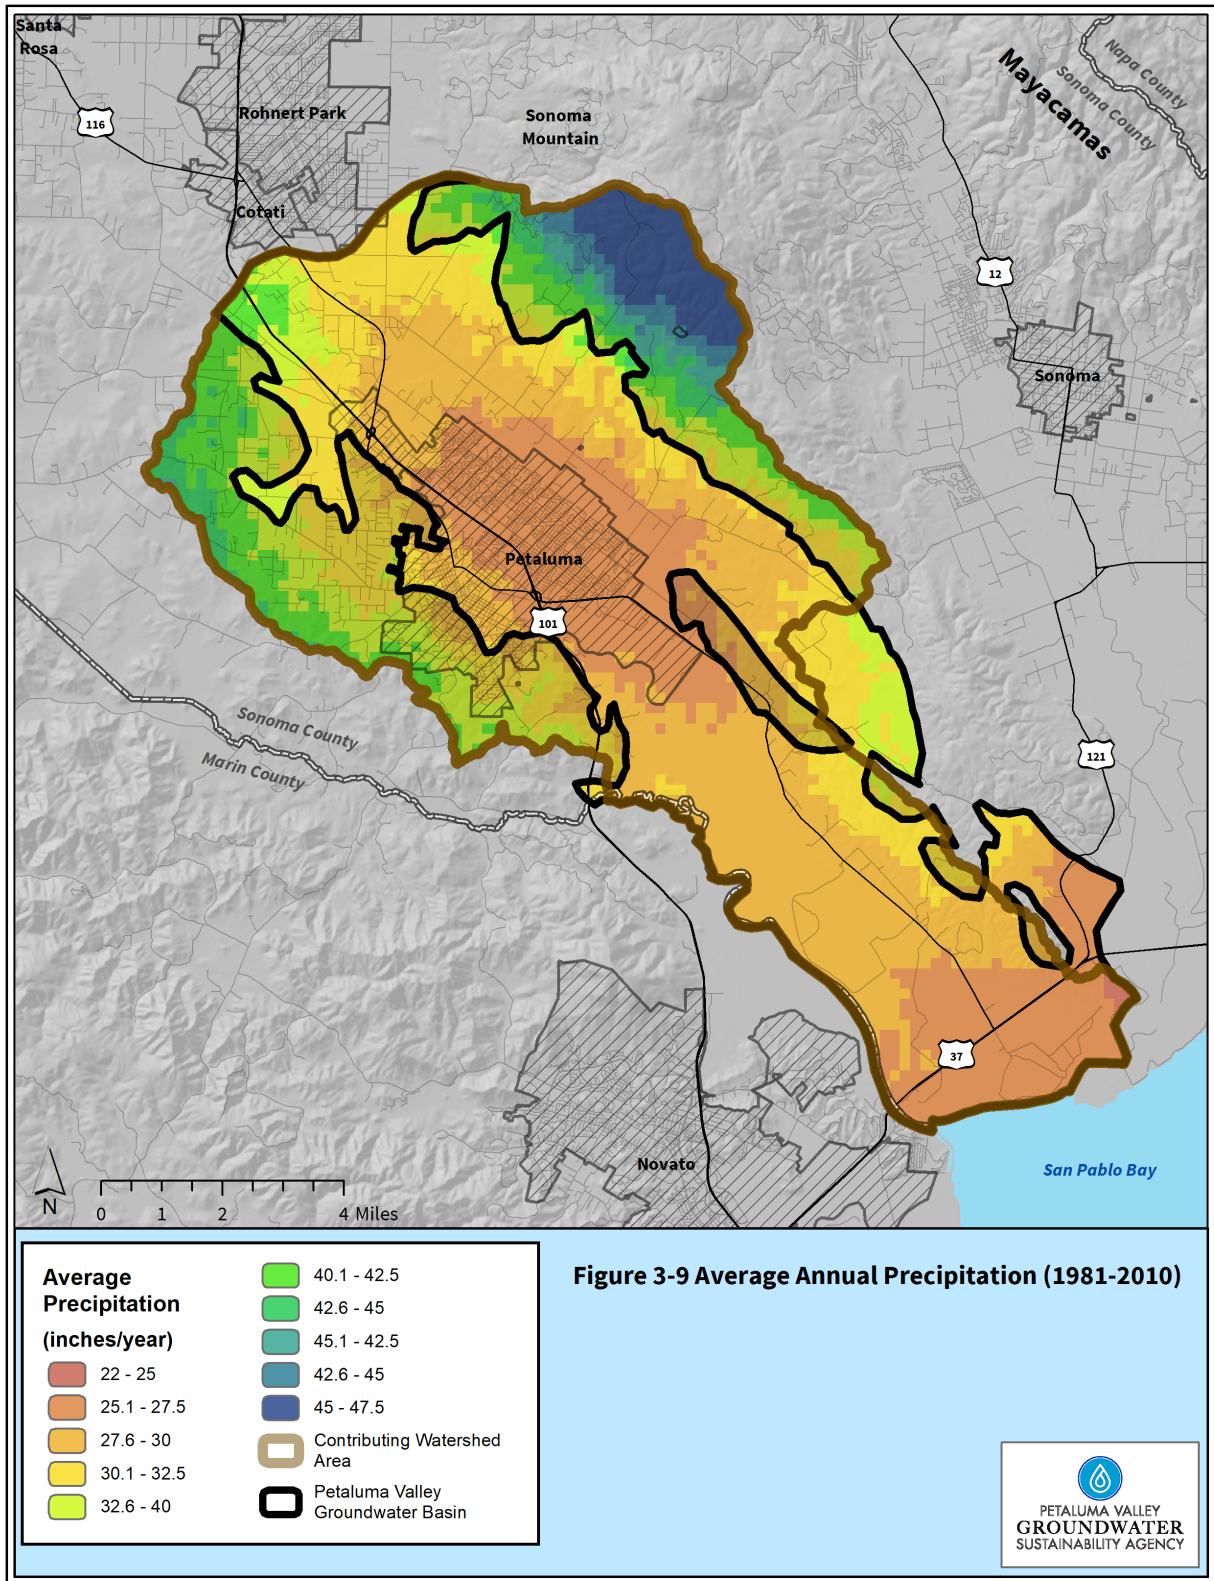 Santa
Rosa
116
Rohnert Park
Cotati
Sonoma
Mountain
Mayacamas
Napa County
Sonoma County
12
Sonoma
Petaluma
101
Sonoma County
Marin County
121
37
Novato
San Pablo Bay
N
0 1 2 4 Miles
Average
Precipitation
(inches/year)
22 - 25
25.1 - 27.5
27.6 - 30
30.1 - 32.5
32.6 - 40
40.1 - 42.5
42.6 - 45
45.1 - 42.5
42.6 - 45
45 - 47.5
Contributing Watershed
Area
Petaluma Valley
Groundwater Basin
Figure 3-9 Average Annual Precipitation (1981-2010)
PETALUMA VALLEY
GROUNDWATER
SUSTAINABILITY AGENCY